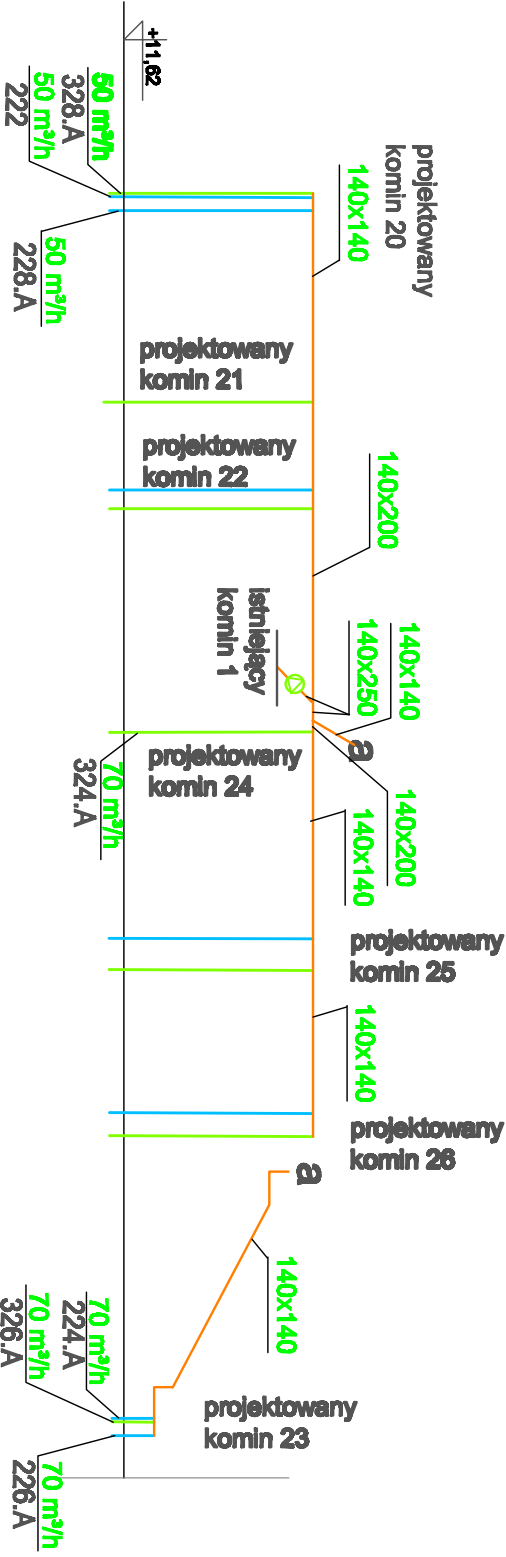 +11,62
50 m³/h
328.A
50 m³/h
222
50 m³/h
228.A
projektowany
komin 20
140x140
projektowany
komin 21
projektowany
komin 22
140x200
istniejący
komin 1
140x250
140x140
a
140x200
projektowany
komin 24
70 m³/h
324.A
140x140
projektowany
komin 25
140x140
projektowany
komin 26
a
140x140
projektowany
komin 23
70 m³/h
224.A
70 m³/h
326.A
70 m³/h
226.A